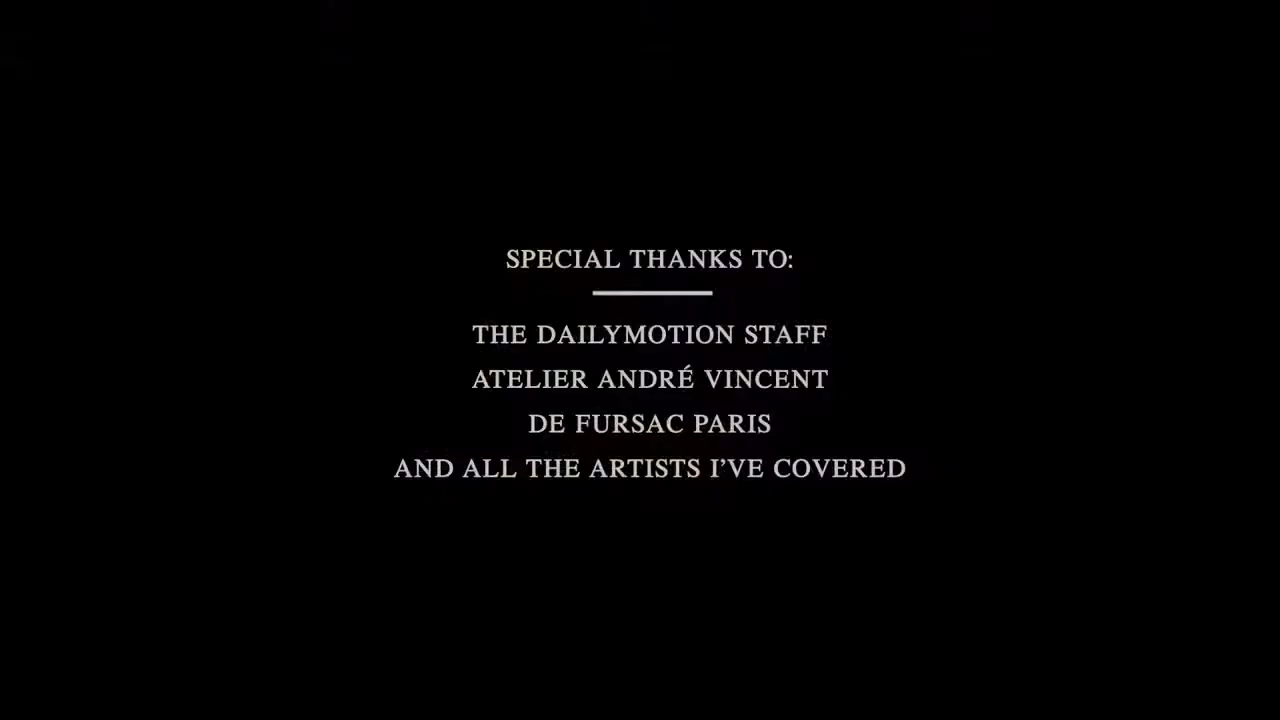 SPECIAL THANKS TO:
THE DAILYMOTION STAFF
ATELIER ANDRÉ VINCENT
DE FURSAC PARIS
AND ALL THE ARTISTS I'VE COVERED